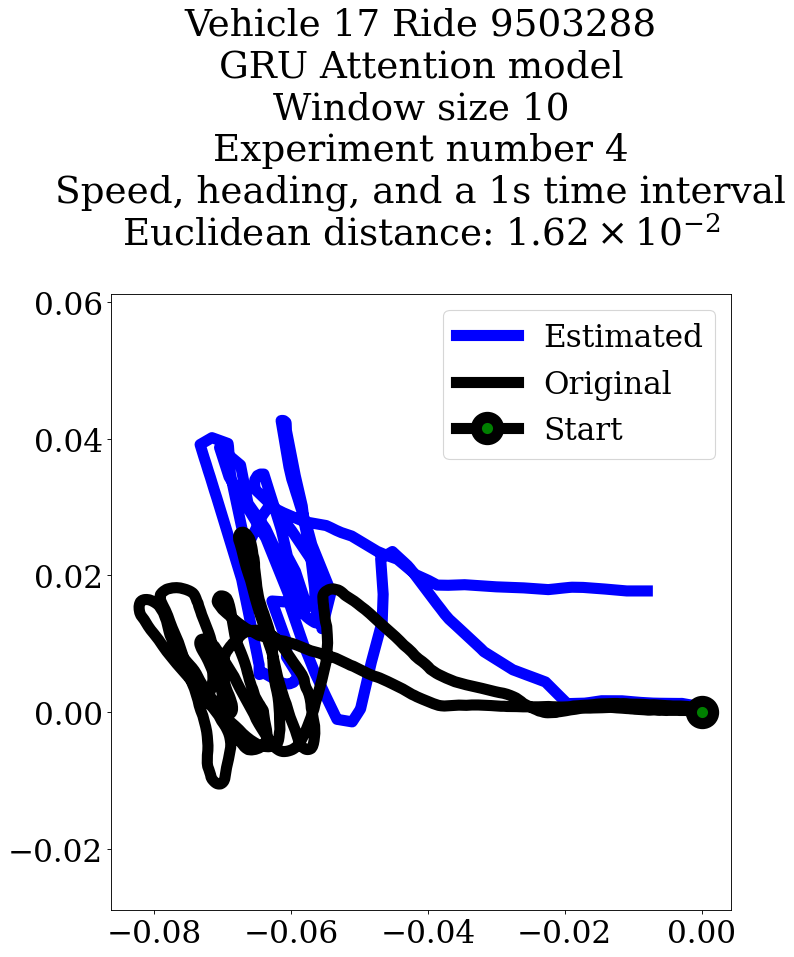 Vehicle 17 Ride 9503288
GRU Attention model
Window size 10
Experiment number 4
Speed, heading, and a 1s time interval
Euclidean distance: 1.62 × 10⁻²
0.06
0.04
0.02
0.00
−0.02
Estimated
Original
Start
−0.08 −0.06 −0.04 −0.02 0.00